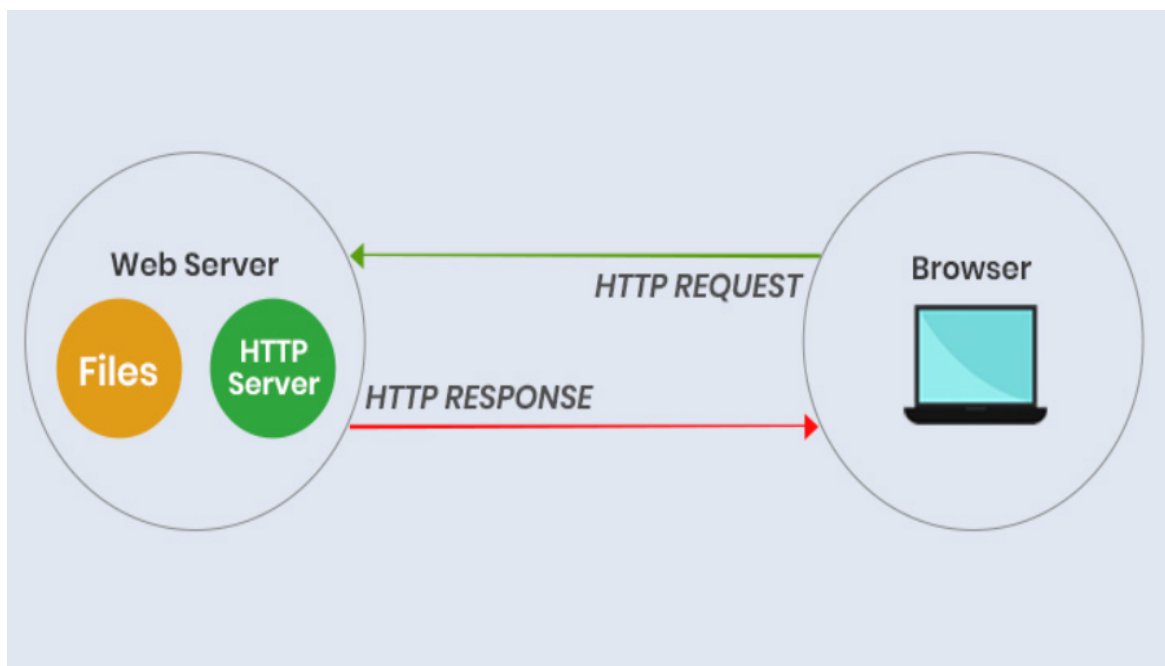 Web Server
Files
HTTP
Server
HTTP REQUEST
HTTP RESPONSE
Browser